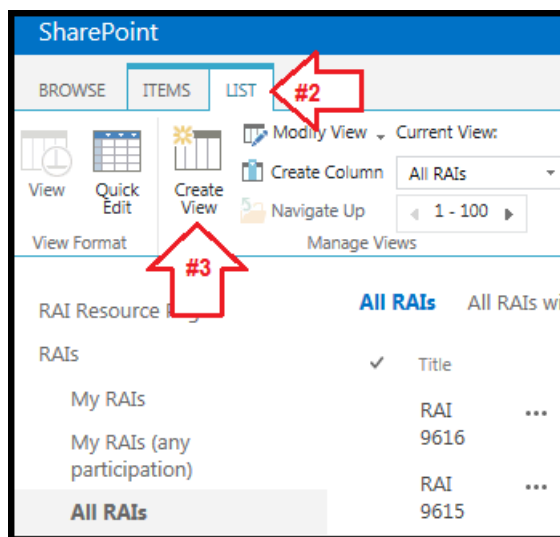 SharePoint
BROWSE ITEMS LIST #2
Modify View Current View:
Create Column All RAIs
View Quick Edit Create View Navigate Up 1 - 100
View Format Manage Views
#3
RAI Resource
All RAIs All RAIs
RAIs
Title
My RAIs
RAI 9616 ...
My RAIs (any
participation)
RAI 9615 ...
All RAIs